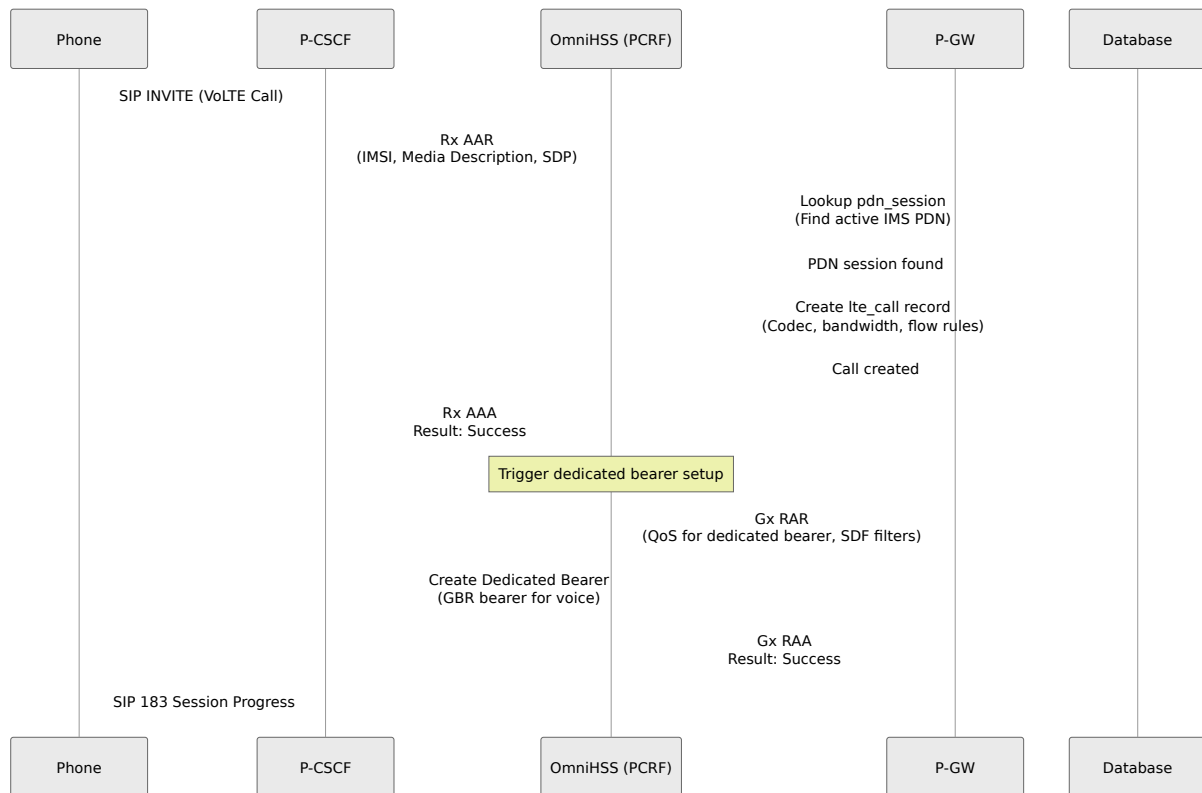 Phone
P-CSCF
OmniHSS (PCRF)
P-GW
Database
SIP INVITE (VoLTE Call)
Rx AAR
(IMSI, Media Description, SDP)
Lookup pdn_session
(Find active IMS PDN)
PDN session found
Create lte_call record
(Codec, bandwidth, flow rules)
Call created
Rx AAA
Result: Success
Trigger dedicated bearer setup
Gx RAR
(QoS for dedicated bearer, SDF filters)
Create Dedicated Bearer
(GBR bearer for voice)
Gx RAA
Result: Success
SIP 183 Session Progress
Phone
P-CSCF
OmniHSS (PCRF)
P-GW
Database